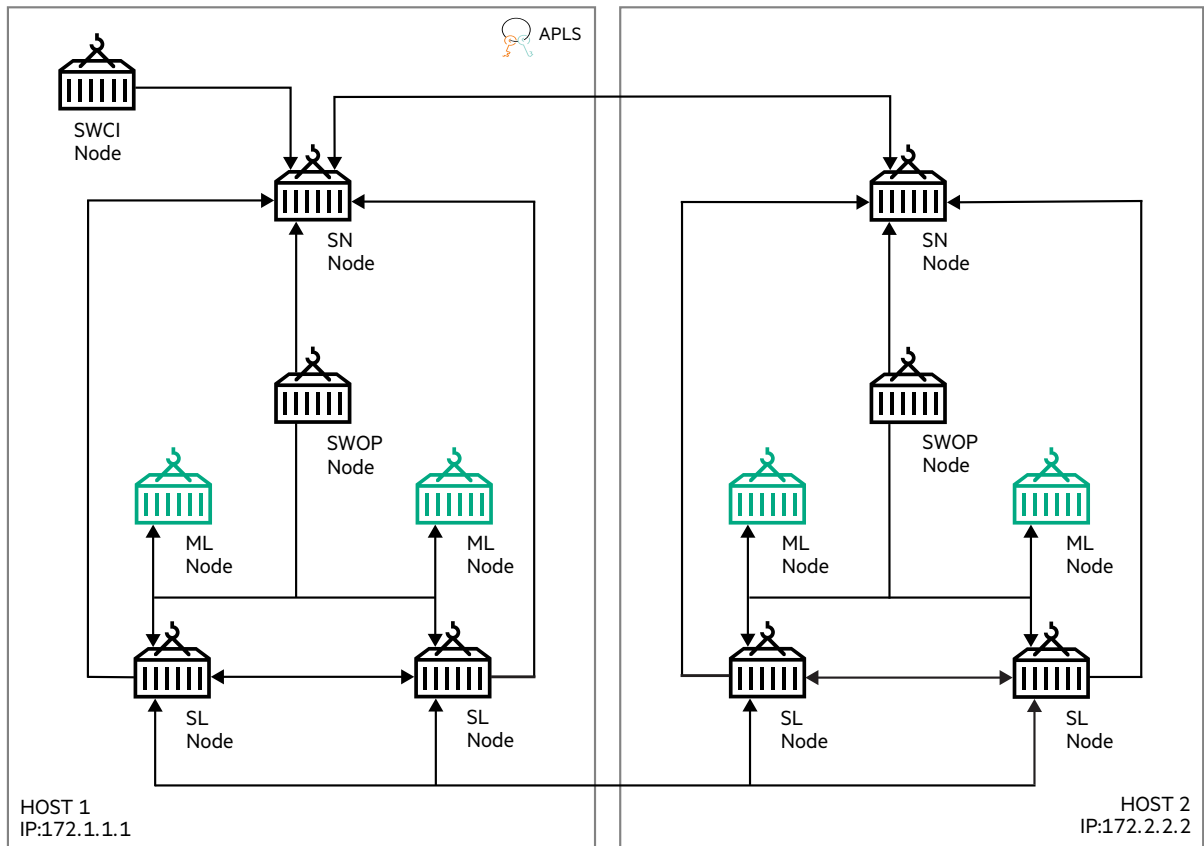 APLS
SWCI
Node
SN
Node
SN
Node
SWOP
Node
SWOP
Node
ML
Node
ML
Node
ML
Node
ML
Node
SL
Node
SL
Node
SL
Node
SL
Node
HOST 1
IP:172.1.1.1
HOST 2
IP:172.2.2.2